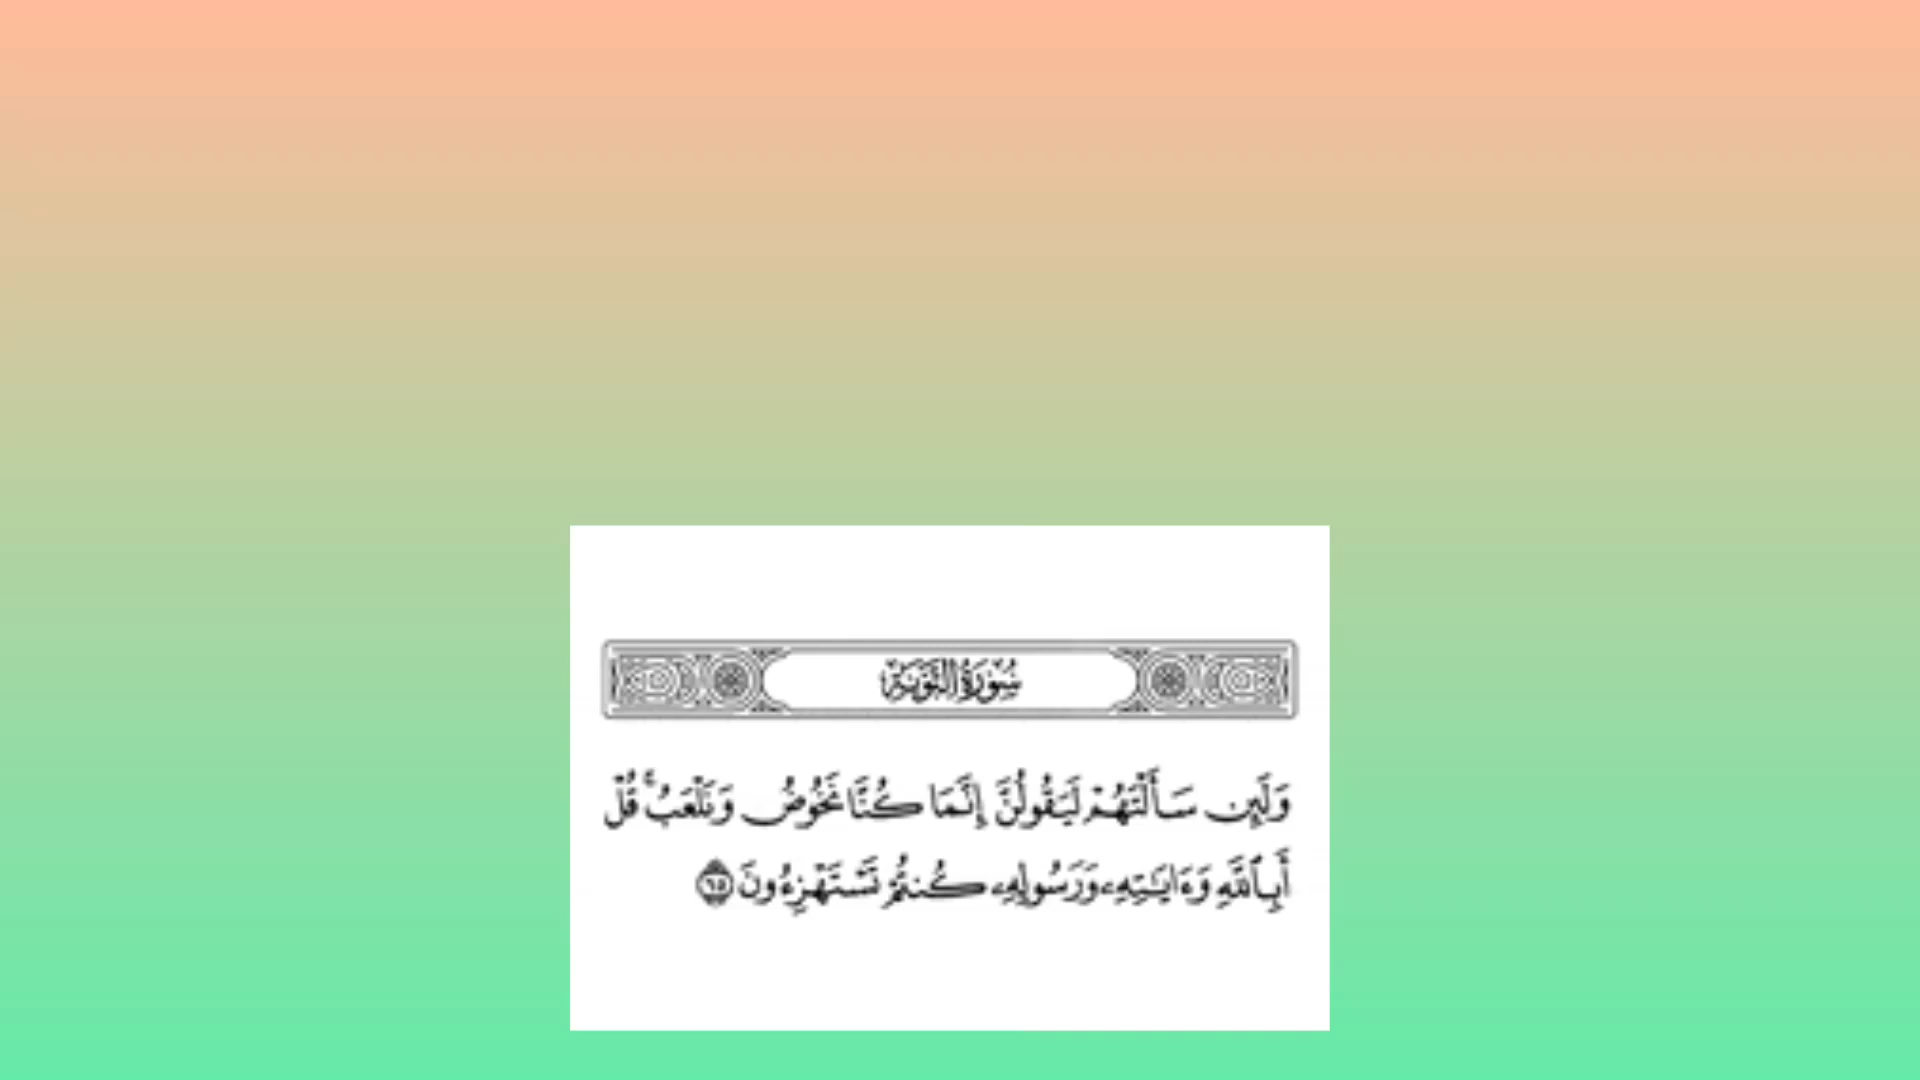 سُورَةُ التَّوۡبَةِ
وَلَئِن سَأَلۡتَهُمۡ لَيَقُولُنَّ إِنَّمَا كُنَّا نَخُوضُ وَنَلۡعَبُۚ قُلۡ
أَبِٱللَّهِ وَءَايَٰتِهِۦ وَرَسُولِهِۦ كُنتُمۡ تَسۡتَهۡزِءُونَ ٦٥